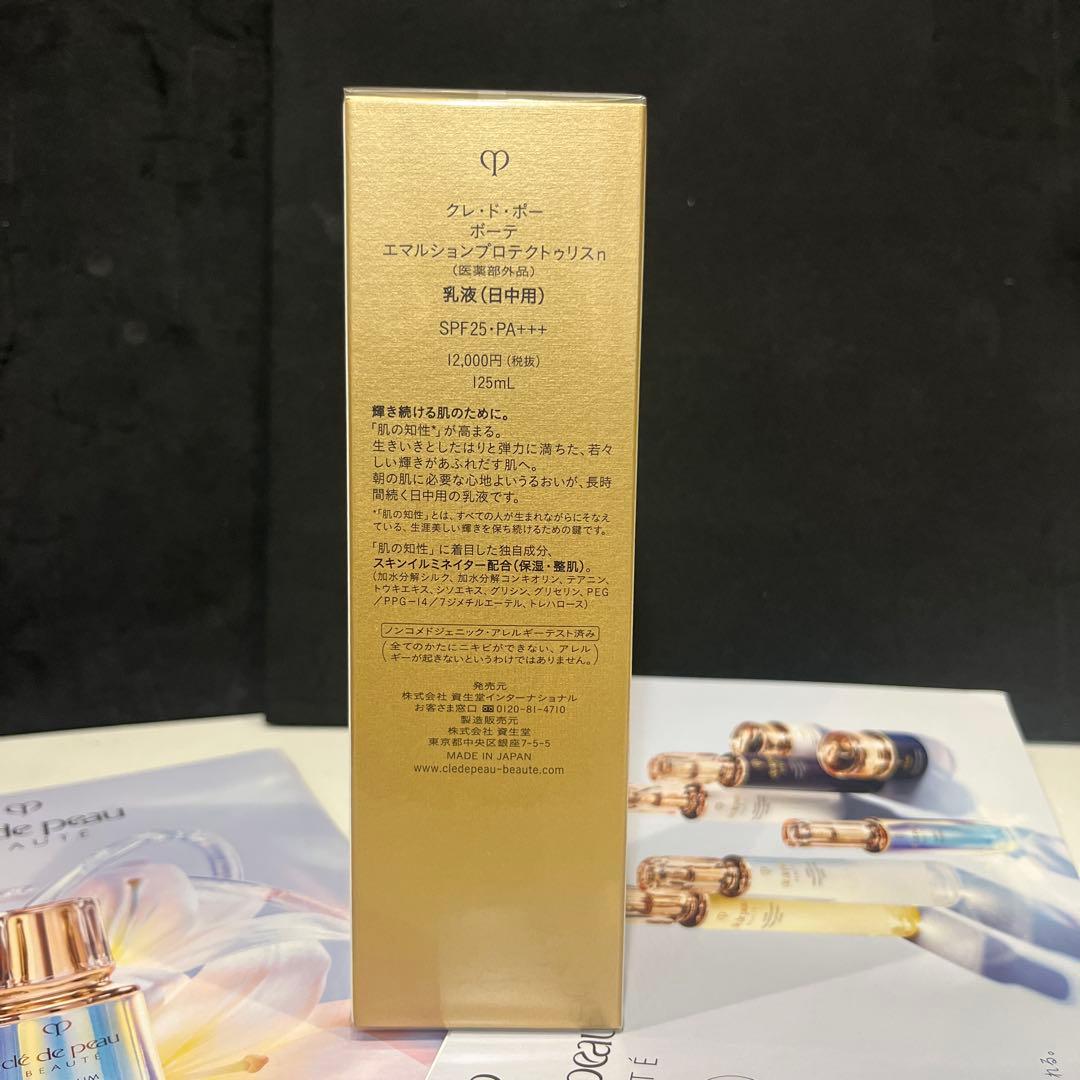 クレ・ド・ポー
ボーテ
エマルションプロテクトゥリスn
(医薬部外品)
乳液(日中用)
SPF25・PA+++
12,000円(税抜)
125mL
輝き続ける肌のために。
「肌の知性*」が高まる。
生きいきとしたはりと弾力に満ちた、若々
しい輝きがあふれだす肌へ。
朝の肌に必要な心地よいうるおいが、長時
間続く日中用の乳液です。
*「肌の知性」とは、すべての人が生まれながらにそなえ
ている、生涯美しい輝きを保ち続けるための鍵です。
「肌の知性」に着目した独自成分、
スキンイルミネイター配合(保湿・整肌)。
(加水分解シルク、加水分解コンキオリン、テアニン、
トウキエキス、シソエキス、グリシン、グリセリン、PEG
/PPG-14/7ジメチルエーテル、トレハロース)
ノンコメドジェニック・アレルギーテスト済み
(全てのかたにニキビができない、アレル
ギーが起きないというわけではありません。)
発売元
株式会社 資生堂インターナショナル
お客さま窓口 0120-81-4710
製造販売元
株式会社 資生堂
東京都中央区銀座7-5-5
MADE IN JAPAN
www.cledepeau-beaute.com
de peau
AUTÉ
clé de peau
BEAUTÉ
peau
れる。